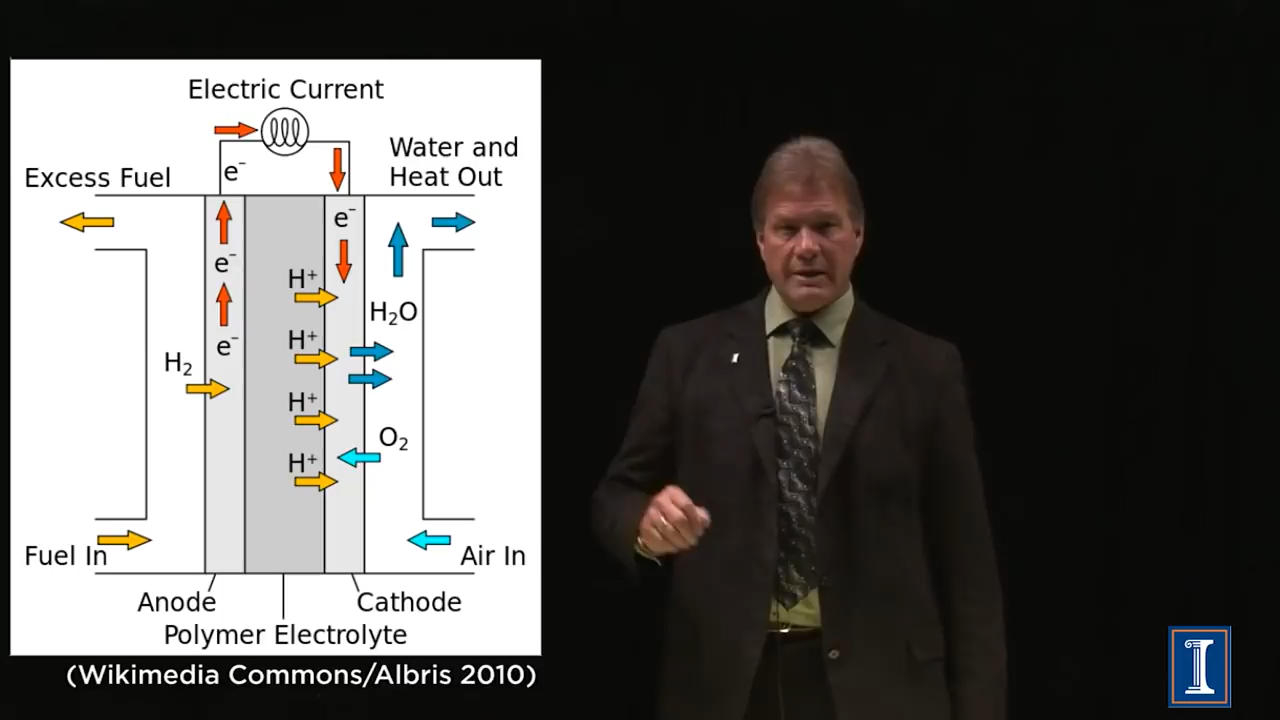 Electric Current
Water and
Heat Out
Excess Fuel
e⁻
e⁻
e⁻
e⁻
H⁺
H₂O
H⁺
H₂
H⁺
O₂
H⁺
Fuel In
Air In
Anode
Cathode
Polymer Electrolyte
(Wikimedia Commons/Albris 2010)
I